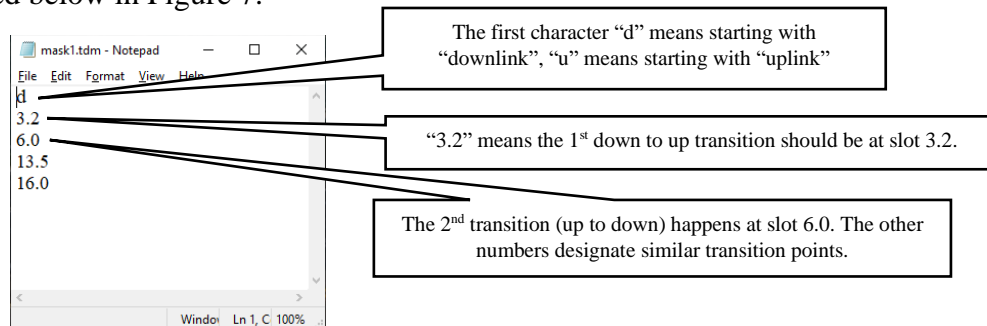 ed below in Figure 7.
mask1.tdm - Notepad
File Edit Format View Help
d
3.2
6.0
13.5
16.0
Ln 1, C 100%
The first character “d” means starting with
“downlink”, “u” means starting with “uplink”
“3.2” means the 1st down to up transition should be at slot 3.2.
The 2nd transition (up to down) happens at slot 6.0. The other
numbers designate similar transition points.